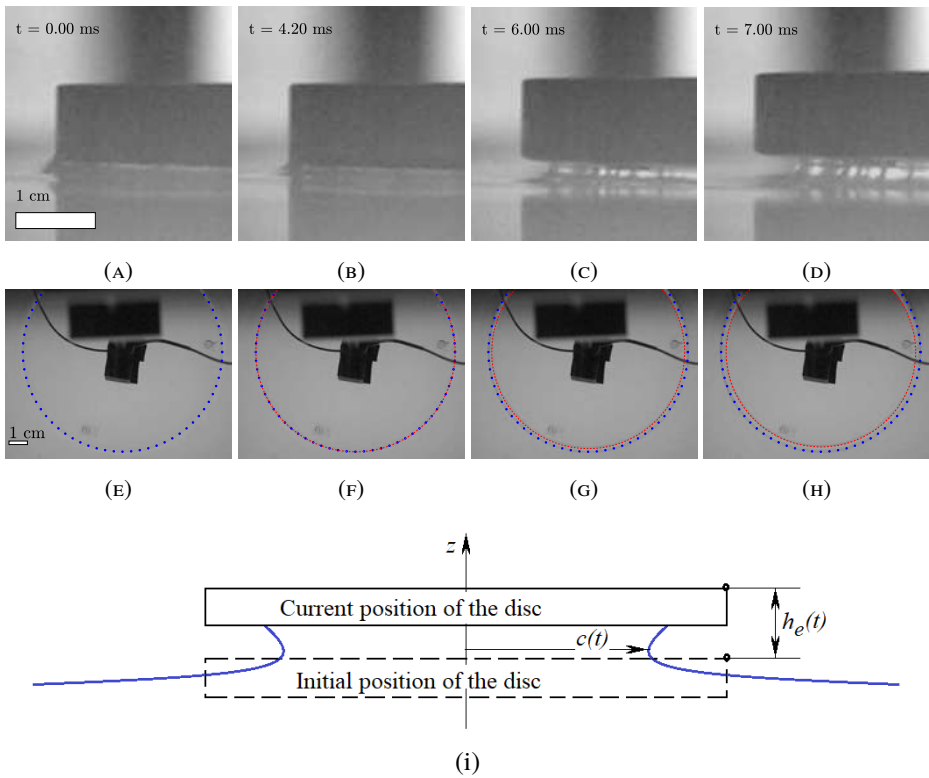 t = 0.00 ms
t = 4.20 ms
t = 6.00 ms
t = 7.00 ms
1 cm
(A)
(B)
(C)
(D)
1 cm
(E)
(F)
(G)
(H)
z
Current position of the disc
c(t)
h_e(t)
Initial position of the disc
(i)